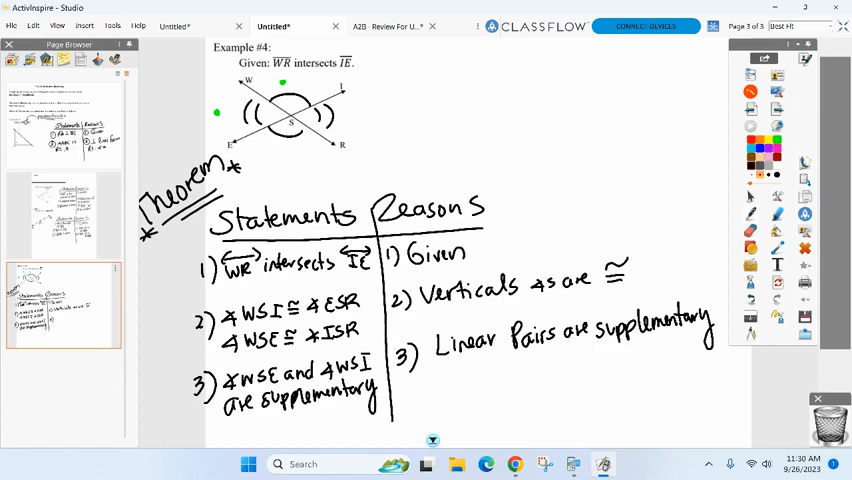 ActivInspire - Studio
File Edit View Insert Tools Help
Untitled*
Untitled*
A2B - Review For U...*
CLASSFLOW
CONNECT DEVICES
Page 3 of 3
Best Fit
Page Browser
Example #4:
Given: WR intersects IE.
W
I
S
E
R
*Theorem*
Statements Reasons
1) WR intersects IE 1) Given
2) ∡WSI ≅ ∡ESR 2) Verticals ∡s are ≅
∡WSE ≅ ∡ISR
3) ∡WSE and ∡WSI 3) Linear Pairs are supplementary
are supplementary
Search
11:30 AM
9/26/2023